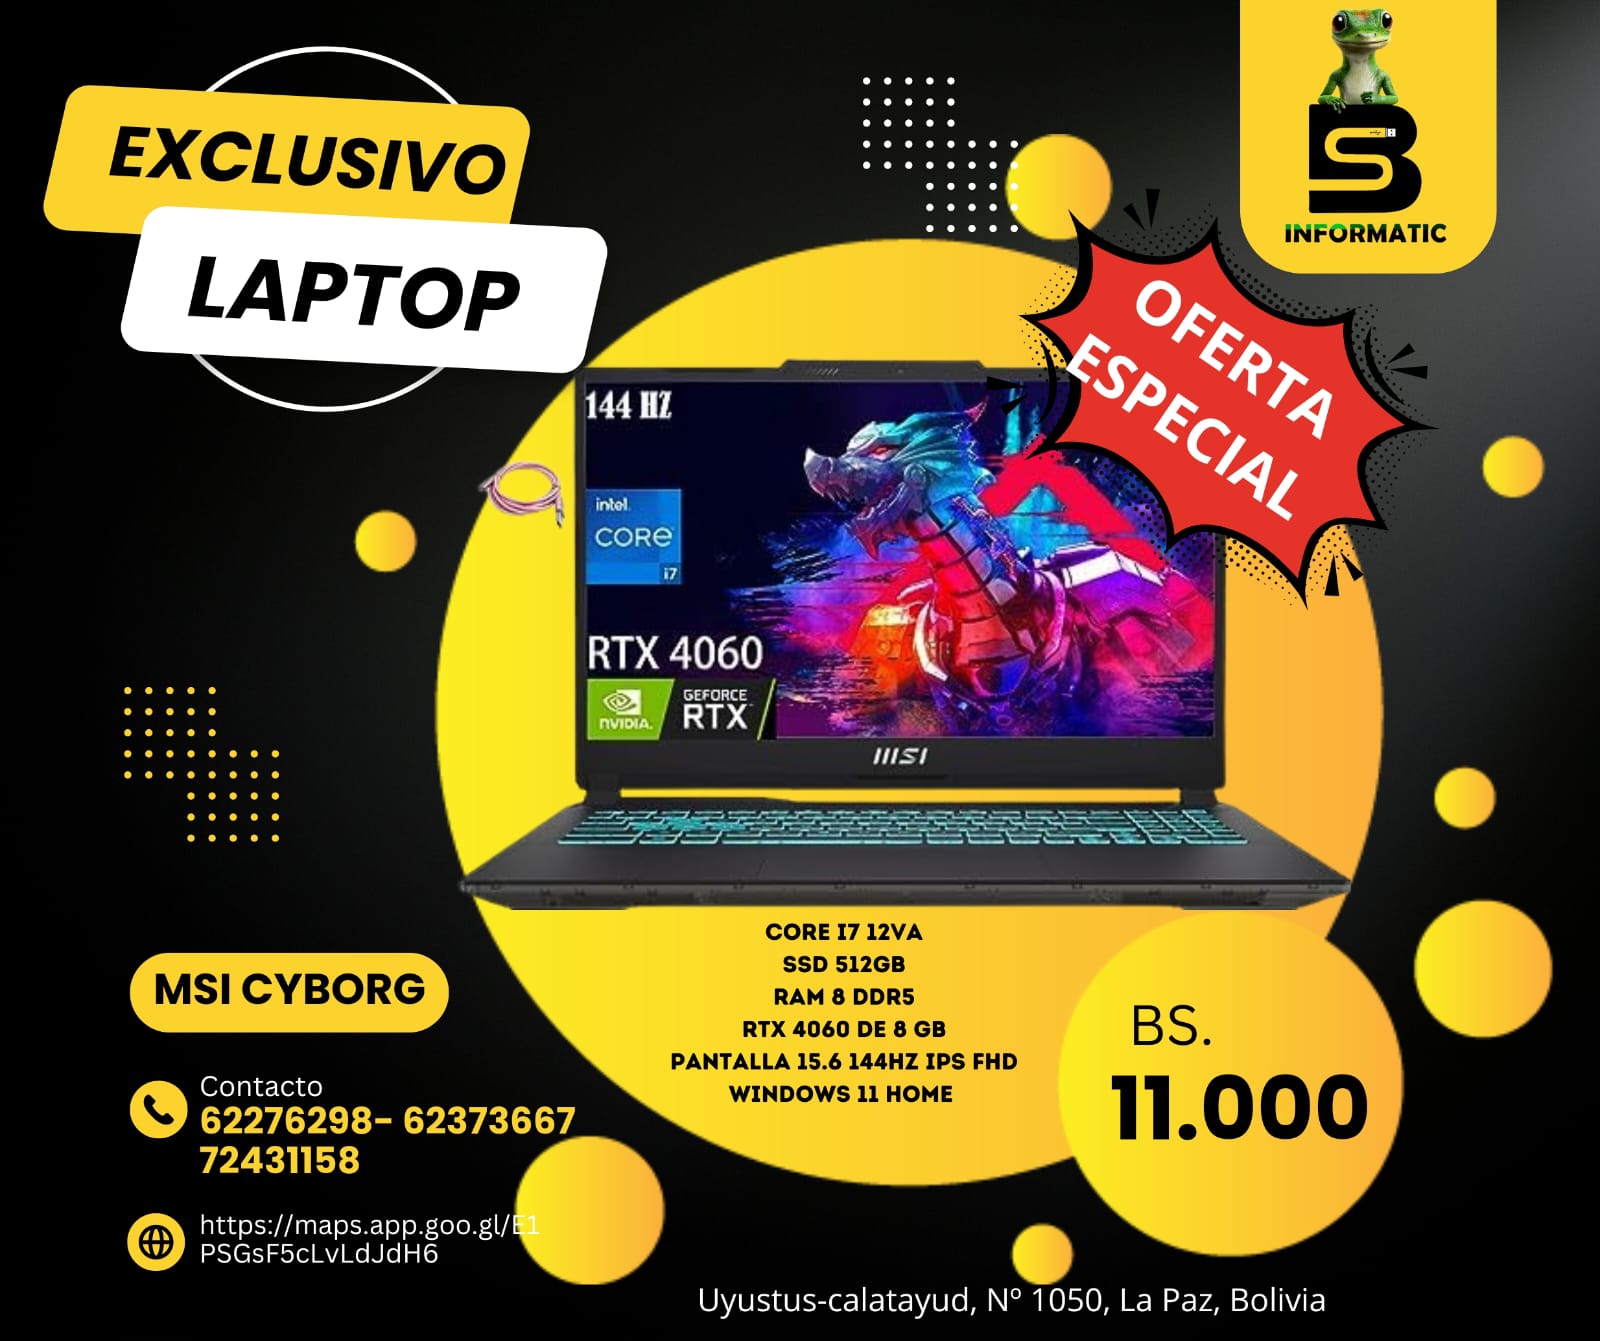 EXCLUSIVO
LAPTOP
BS
INFORMATIC
OFERTA
ESPECIAL
144 HZ
intel.
CORE
i7
RTX 4060
NVIDIA.
GEFORCE
RTX
MSI
CORE I7 12VA
SSD 512GB
RAM 8 DDR5
RTX 4060 DE 8 GB
PANTALLA 15.6 144HZ IPS FHD
WINDOWS 11 HOME
MSI CYBORG
BS.
11.000
Contacto
62276298- 62373667
72431158
https://maps.app.goo.gl/E1
PSGsF5cLvLdJdH6
Uyustus-calatayud, Nº 1050, La Paz, Bolivia